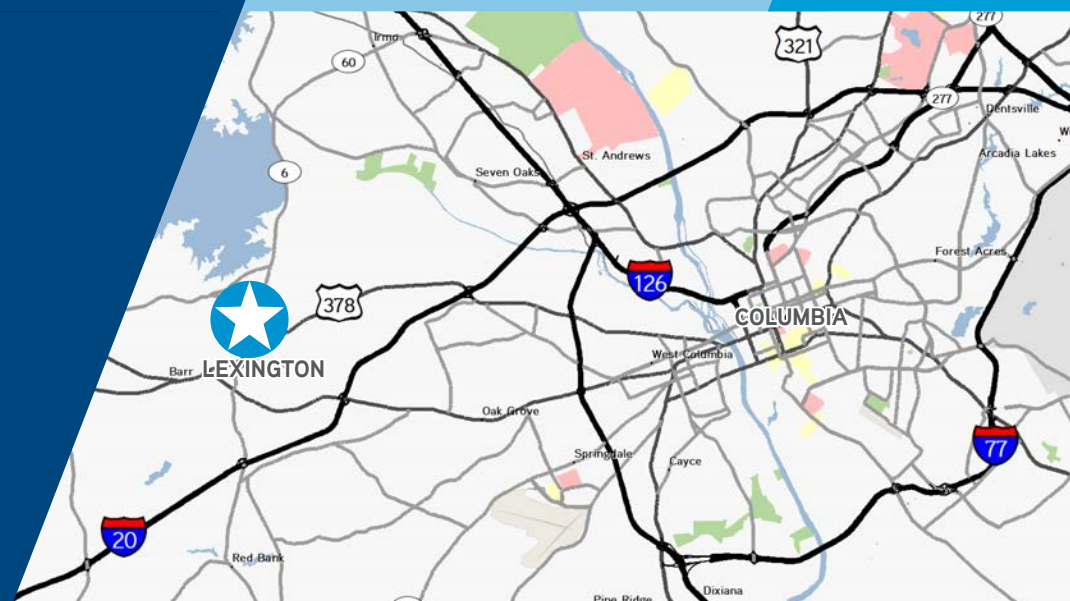 277
321
Irmo
60
277
Dentsville
St. Andrews
Arcadia Lakes
6
Seven Oaks
Forest Acres
126
378
COLUMBIA
West Columbia
LEXINGTON
Barr
Oak Grove
77
Springdale
Cayce
20
Red Bank
Dixiana
Pine Ridge